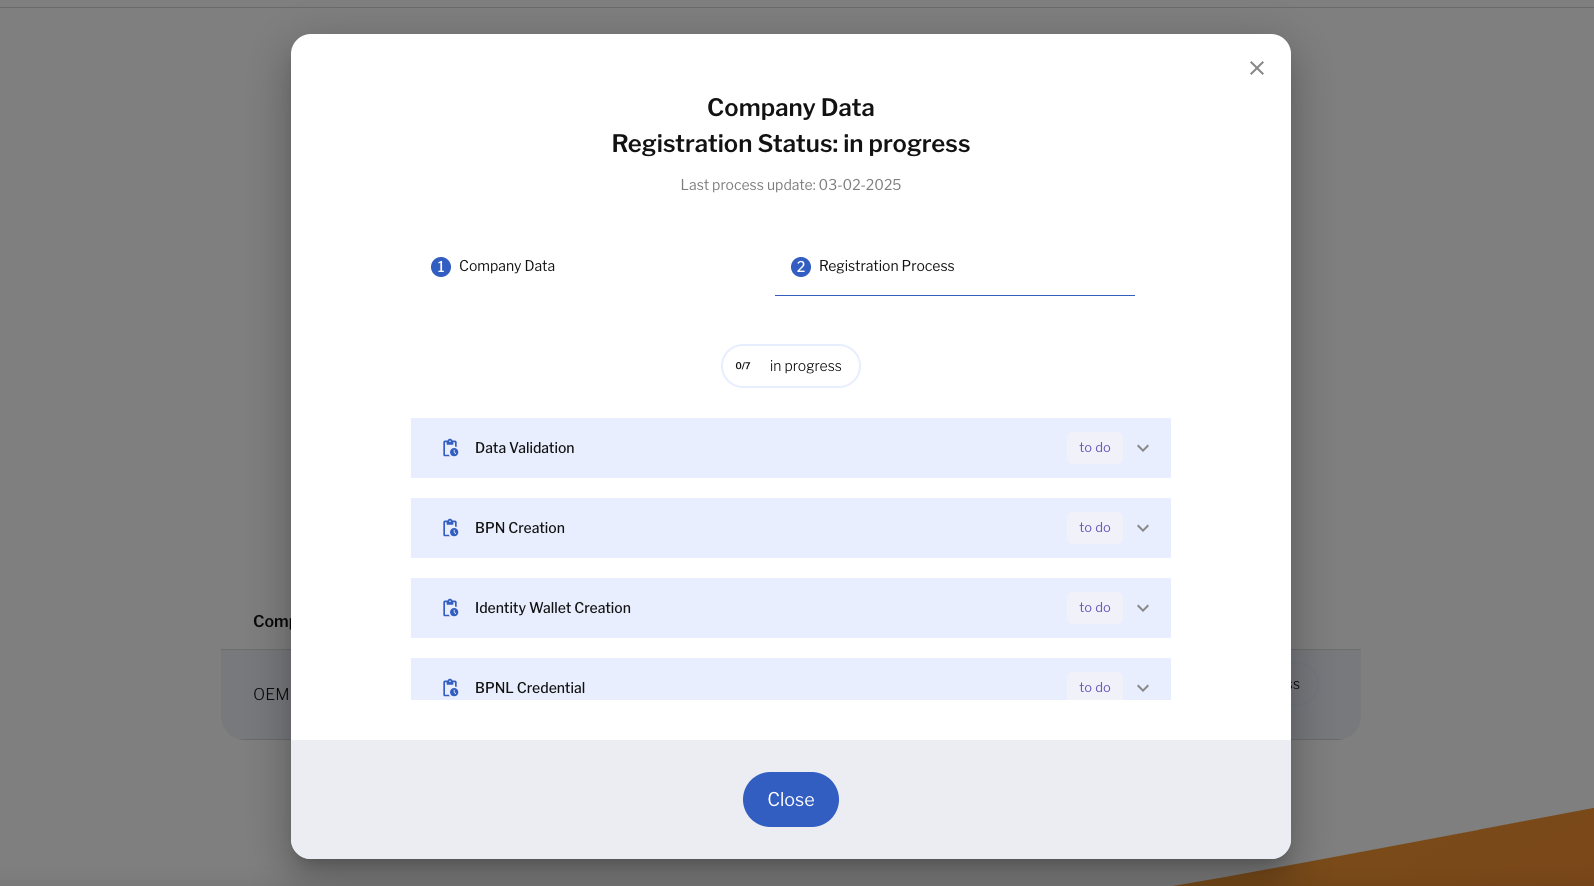 Company Data
Registration Status: in progress
Last process update: 03-02-2025
1 Company Data
2 Registration Process
0/7 in progress
Data Validation to do
BPN Creation to do
Identity Wallet Creation to do
BPNL Credential to do
OEM
Close